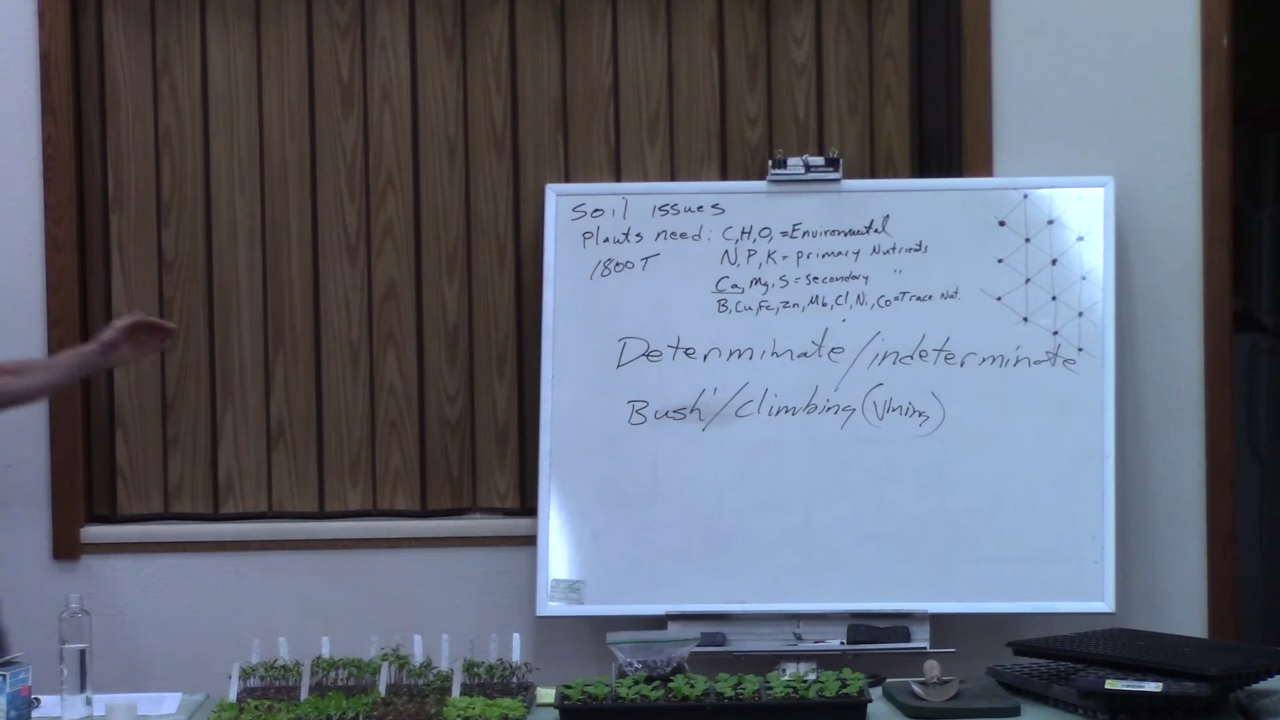 Soil issues
plants need: C, H, O, = Environmental
1800T N, P, K = primary Nutrients
Ca, Mg, S = secondary "
B, Cu, Fe, Zn, Mb, Cl, Ni, Co = Trace Nut.
Determinate/indeterminate
Bush/Climbing (Vining)